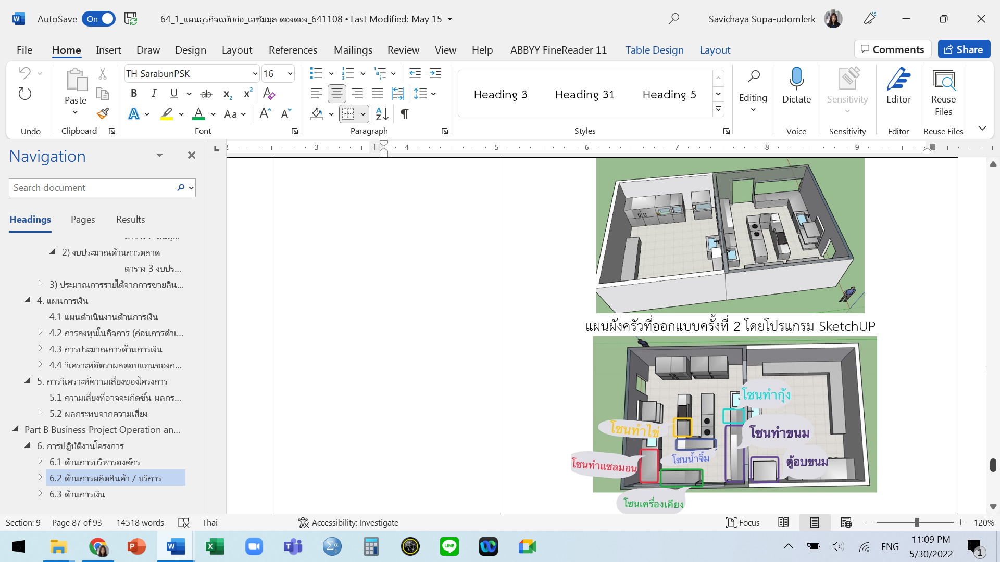 AutoSave On 64_1_แผนธุรกิจฉบับย่อ_เฮซัมมุล ดองดอง_641108 • Last Modified: May 15 Savichaya Supa-udomlerk
File Home Insert Draw Design Layout References Mailings Review View Help ABBYY FineReader 11 Table Design Layout Comments Share
TH SarabunPSK 16
Paste
Heading 3 Heading 31 Heading 5
Editing Dictate Sensitivity Editor Reuse Files
Undo Clipboard Font Paragraph Styles Voice Sensitivity Editor Reuse Files
Navigation
2 3 4 5 6 7 8 9
Search document
Headings Pages Results
2) งบประมาณด้านการตลาด
ตาราง 3 งบปร...
3) ประมาณการรายได้จากการขายสิน...
4. แผนการเงิน
4.1 แผนดำเนินงานด้านการเงิน
4.2 การลงทุนในกิจการ (ก่อนการดำเ...
4.3 การประมาณการด้านการเงิน
4.4 วิเคราะห์อัตราผลตอบแทนของก...
5. การวิเคราะห์ความเสี่ยงของโครงการ
5.1 ความเสี่ยงที่อาจจะเกิดขึ้น ผลกร...
5.2 ผลกระทบจากความเสี่ยง
Part B Business Project Operation an...
6. การปฏิบัติงานโครงการ
6.1 ด้านการบริหารองค์กร
6.2 ด้านการผลิตสินค้า / บริการ
6.3 ด้านการเงิน
แผนผังครัวที่ออกแบบครั้งที่ 2 โดยโปรแกรม SketchUP
โซนทำกุ้ง
โซนทำไข่
โซนทำขนม
โซนน้ำจิ้ม
ตู้อบขนม
โซนทำแซลมอน
โซนเครื่องเคียง
Section: 9 Page 87 of 93 14518 words Thai Accessibility: Investigate Focus 120%
ENG 11:09 PM
5/30/2022 1